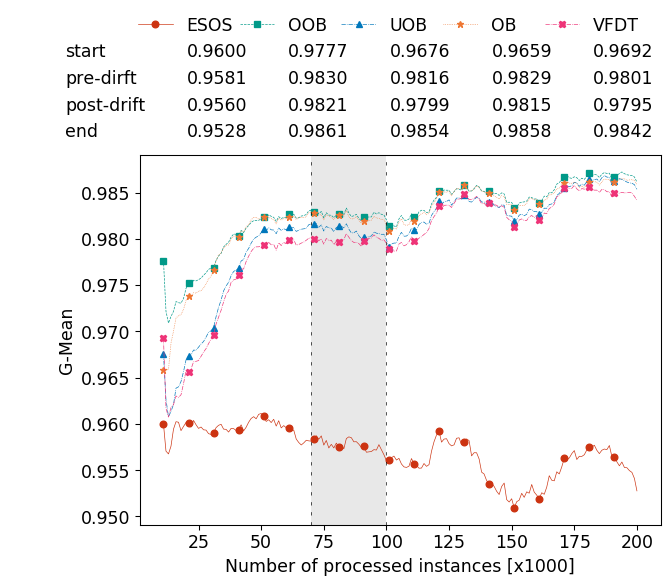 ESOS OOB UOB OB VFDT
start 0.9600 0.9777 0.9676 0.9659 0.9692
pre-dirft 0.9581 0.9830 0.9816 0.9829 0.9801
post-drift 0.9560 0.9821 0.9799 0.9815 0.9795
end 0.9528 0.9861 0.9854 0.9858 0.9842
0.985
0.980
0.975
0.970
0.965
0.960
0.955
0.950
G-Mean
25 50 75 100 125 150 175 200
Number of processed instances [x1000]